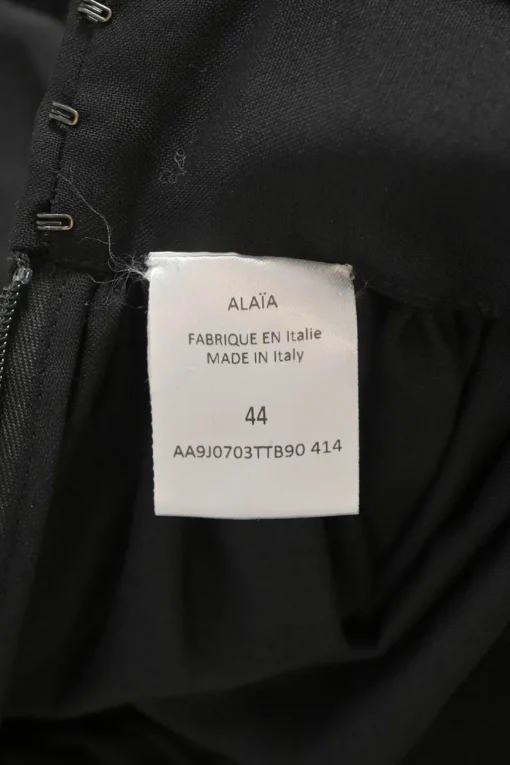 ALAÏA
FABRIQUE EN Italie
MADE IN Italy
44
AA9J0703TTB90 414